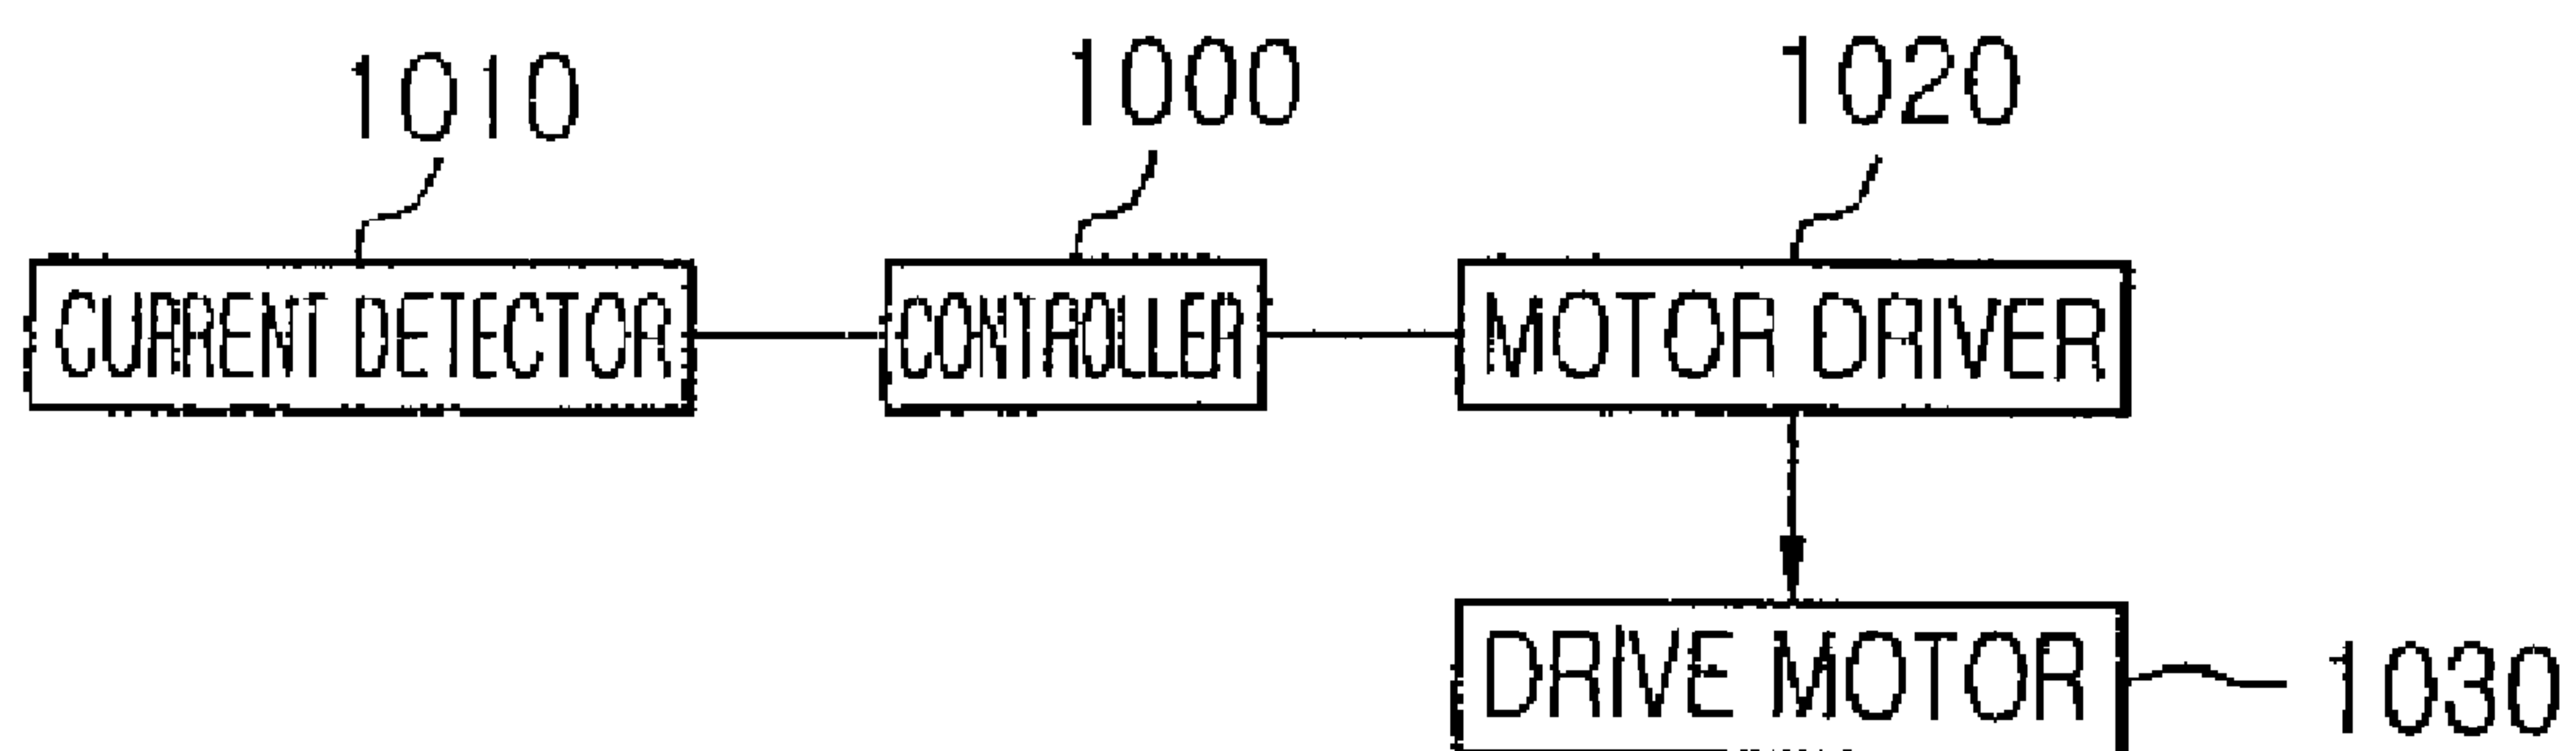 1010 1000 1020
CURRENT DETECTOR CONTROLLER MOTOR DRIVER
DRIVE MOTOR 1030